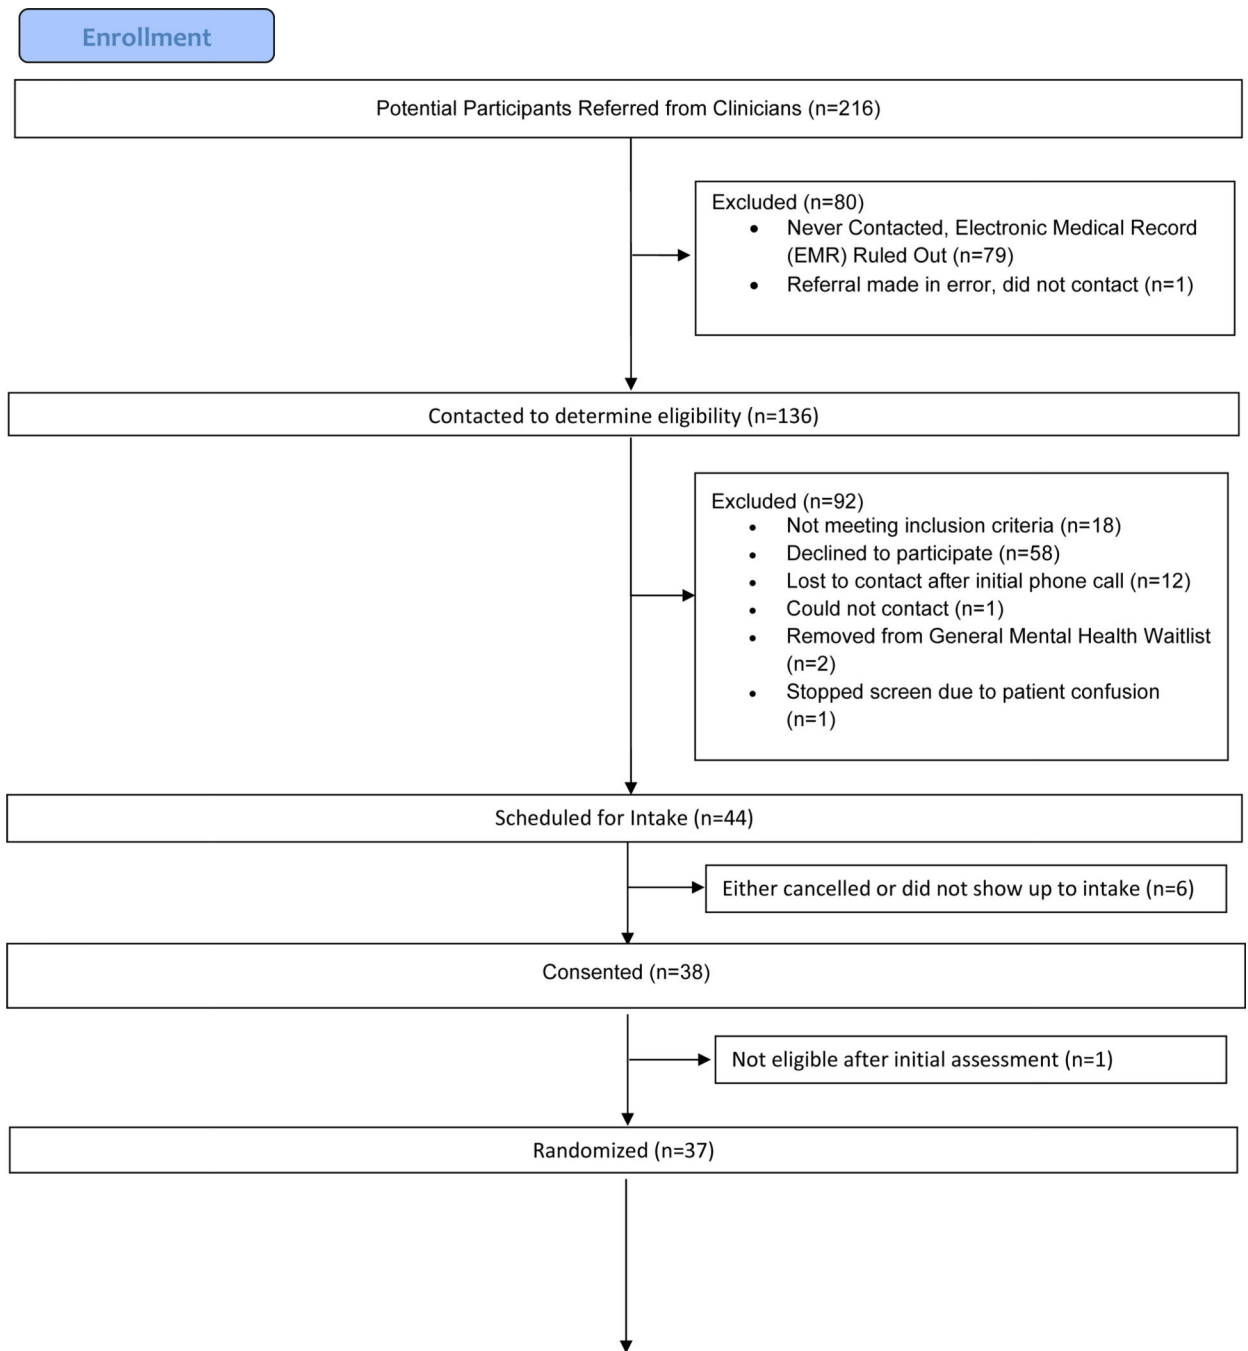 Enrollment
Potential Participants Referred from Clinicians (n=216)
Excluded (n=80)
• Never Contacted, Electronic Medical Record
(EMR) Ruled Out (n=79)
• Referral made in error, did not contact (n=1)
Contacted to determine eligibility (n=136)
Excluded (n=92)
• Not meeting inclusion criteria (n=18)
• Declined to participate (n=58)
• Lost to contact after initial phone call (n=12)
• Could not contact (n=1)
• Removed from General Mental Health Waitlist
(n=2)
• Stopped screen due to patient confusion
(n=1)
Scheduled for Intake (n=44)
Either cancelled or did not show up to intake (n=6)
Consented (n=38)
Not eligible after initial assessment (n=1)
Randomized (n=37)